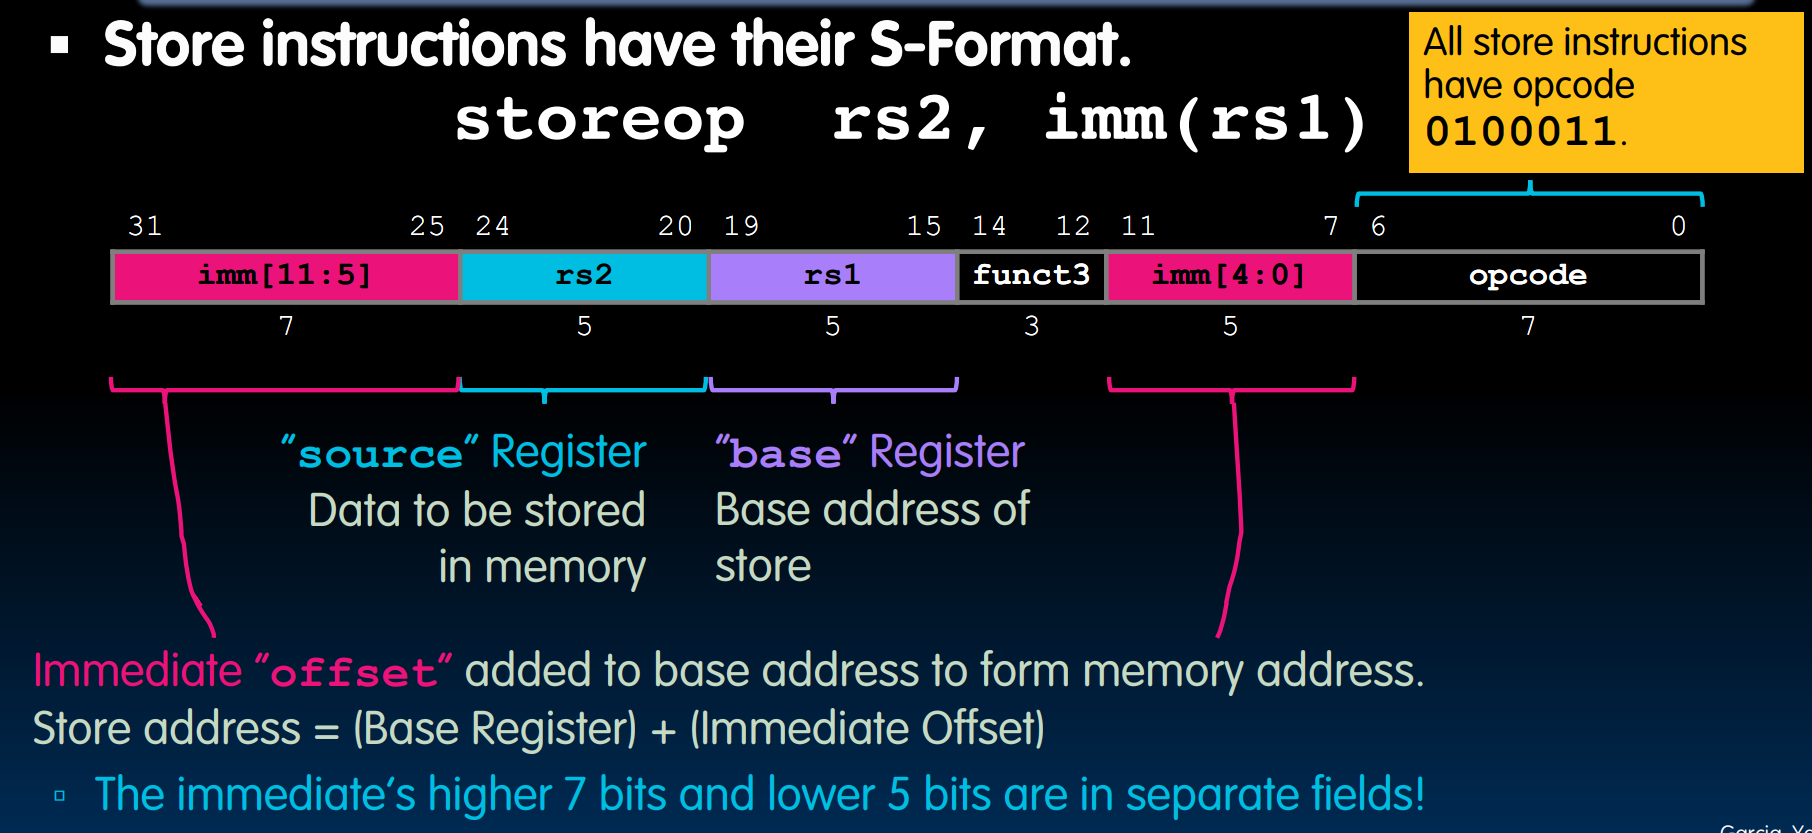 ▪ Store instructions have their S-Format.
storeop rs2, imm(rs1)
All store instructions
have opcode
0100011.
31 25 24 20 19 15 14 12 11 7 6 0
imm[11:5] rs2 rs1 funct3 imm[4:0] opcode
7 5 5 3 5 7
"source" Register
Data to be stored
in memory
"base" Register
Base address of
store
Immediate "offset" added to base address to form memory address.
Store address = (Base Register) + (Immediate Offset)
▫ The immediate's higher 7 bits and lower 5 bits are in separate fields!
Garcia,